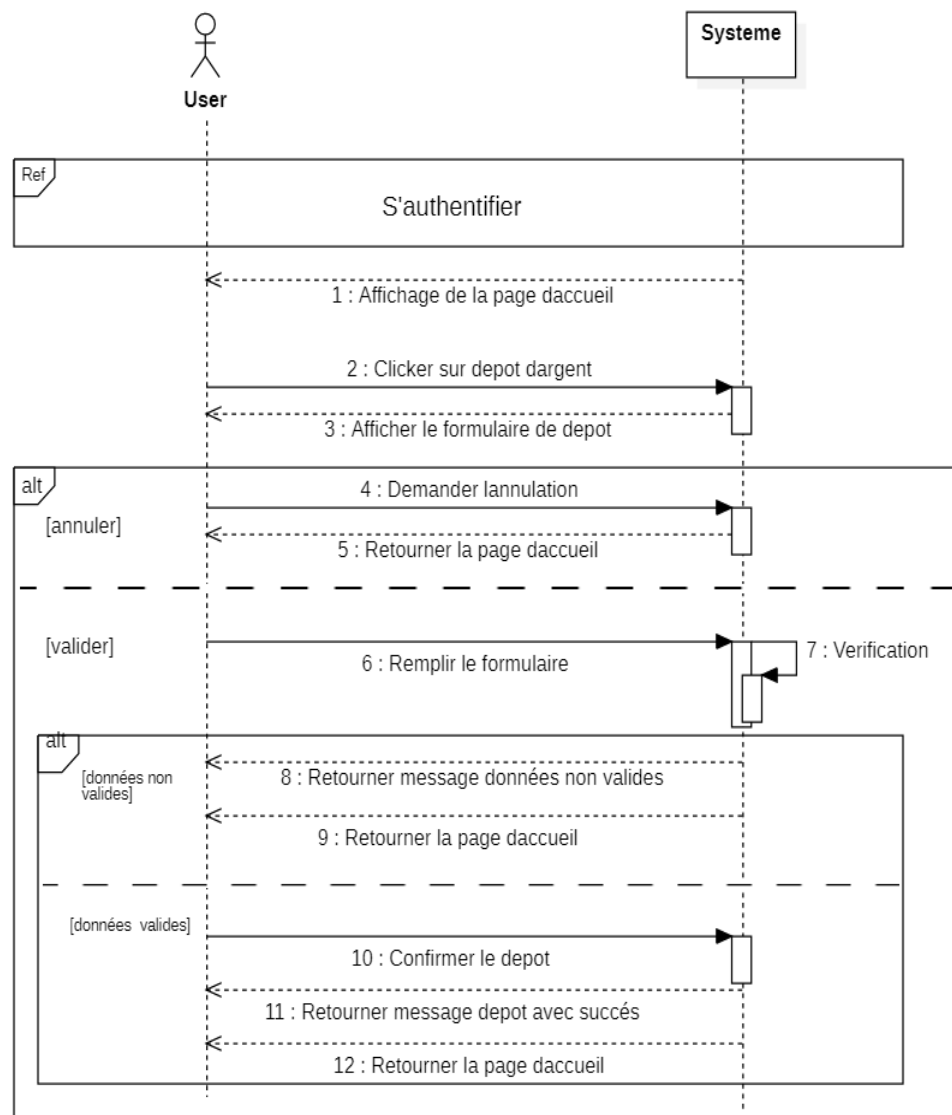 Systeme
User
Ref
S'authentifier
1 : Affichage de la page daccueil
2 : Clicker sur depot dargent
3 : Afficher le formulaire de depot
alt
4 : Demander lannulation
[annuler]
5 : Retourner la page daccueil
[valider]
7 : Verification
6 : Remplir le formulaire
alt
[données non
valides]
8 : Retourner message données non valides
9 : Retourner la page daccueil
[données valides]
10 : Confirmer le depot
11 : Retourner message depot avec succés
12 : Retourner la page daccueil